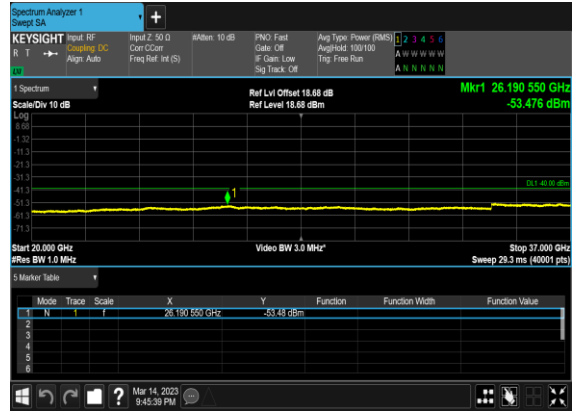 Spectrum Analyzer 1
Swept SA
+
KEYSIGHT Input: RF Input Z: 50 Ω #Atten: 10 dB PNO: Fast Avg Type: Power (RMS) 1 2 3 4 5 6
R T Coupling: DC Corr CCorr Gate: Off Avg|Hold: 100/100 A W W W W W
Align: Auto Freq Ref: Int (S) IF Gain: Low Trig: Free Run
Sig Track: Off A N N N N N
1 Spectrum Ref Lvl Offset 18.68 dB Mkr1 26.190 550 GHz
Scale/Div 10 dB Ref Level 18.68 dBm -53.476 dBm
Log
8.68
-1.32
-11.3
-21.3
-31.3
DL1 -40.00 dBm
-41.3
1
-51.3
-61.3
-71.3
Start 20.000 GHz Video BW 3.0 MHz* Stop 37.000 GHz
#Res BW 1.0 MHz Sweep 29.3 ms (40001 pts)
5 Marker Table
Mode Trace Scale X Y Function Function Width Function Value
1 N 1 f 26.190 550 GHz -53.48 dBm
2
3
4
5
6
? Mar 14, 2023
9:45:39 PM